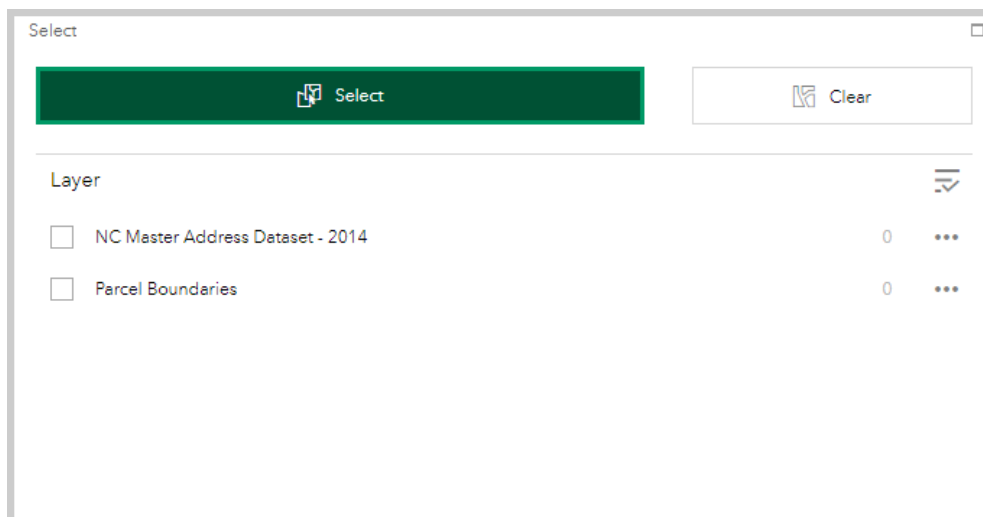 Select
Select Clear
Layer
NC Master Address Dataset - 2014 0
Parcel Boundaries 0